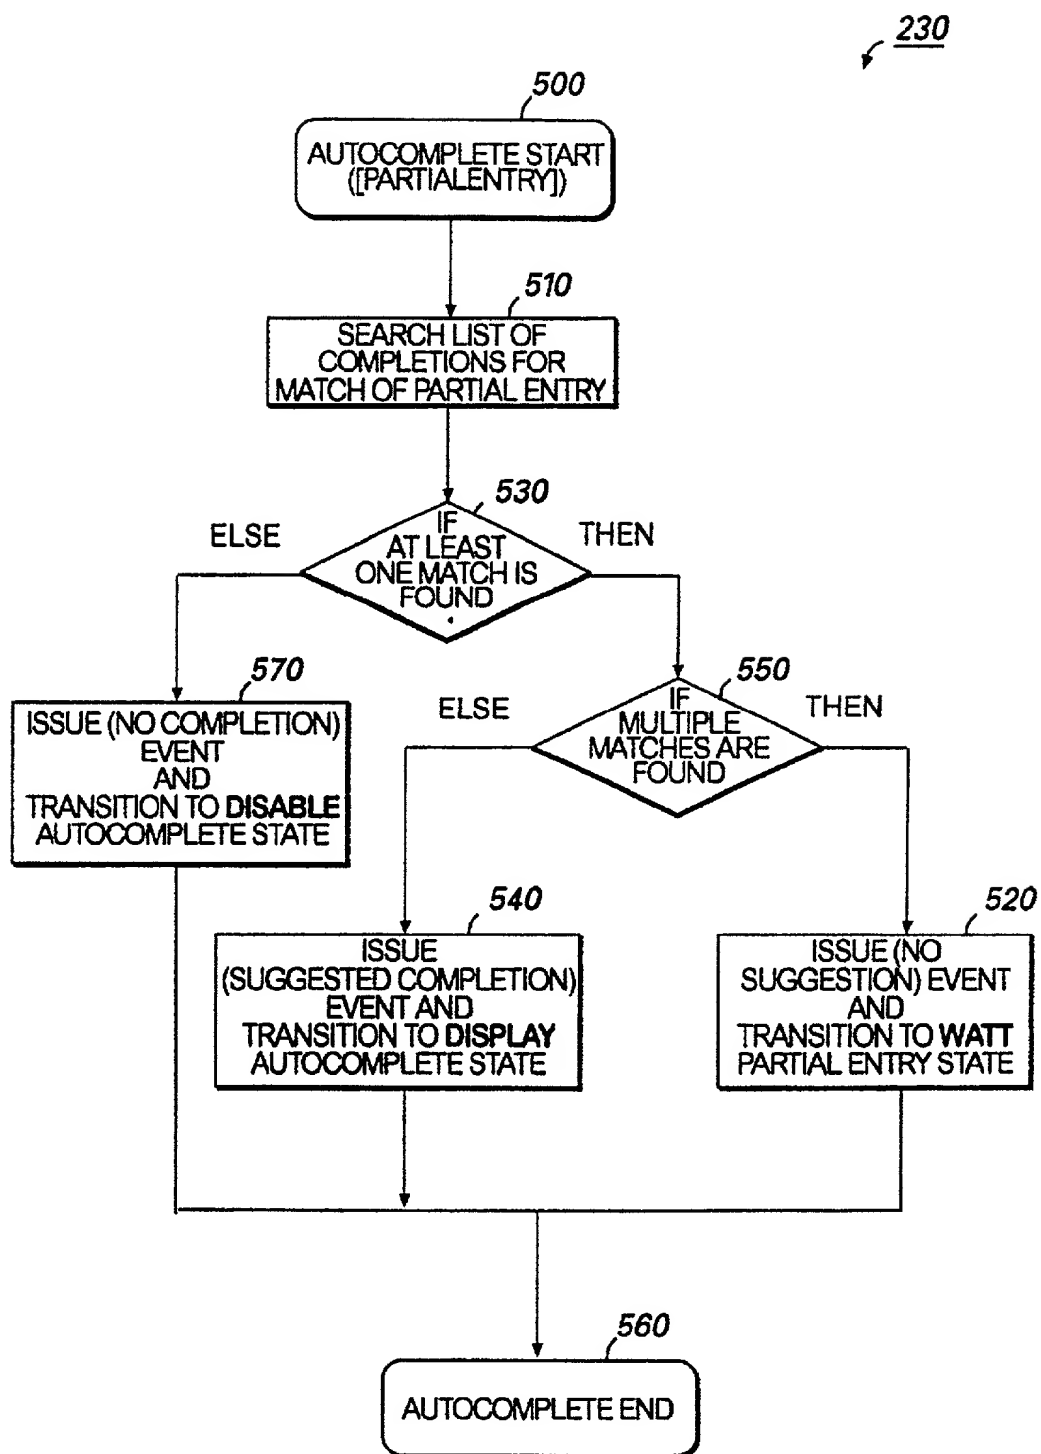 230
500
AUTOCOMPLETE START
([PARTIALENTRY])
510
SEARCH LIST OF
COMPLETIONS FOR
MATCH OF PARTIAL ENTRY
530
ELSE
IF
AT LEAST
ONE MATCH IS
FOUND
THEN
570
ISSUE (NO COMPLETION)
EVENT
AND
TRANSITION TO DISABLE
AUTOCOMPLETE STATE
550
ELSE
IF
MULTIPLE
MATCHES ARE
FOUND
THEN
540
ISSUE
(SUGGESTED COMPLETION)
EVENT AND
TRANSITION TO DISPLAY
AUTOCOMPLETE STATE
520
ISSUE (NO
SUGGESTION) EVENT
AND
TRANSITION TO WATT
PARTIAL ENTRY STATE
560
AUTOCOMPLETE END